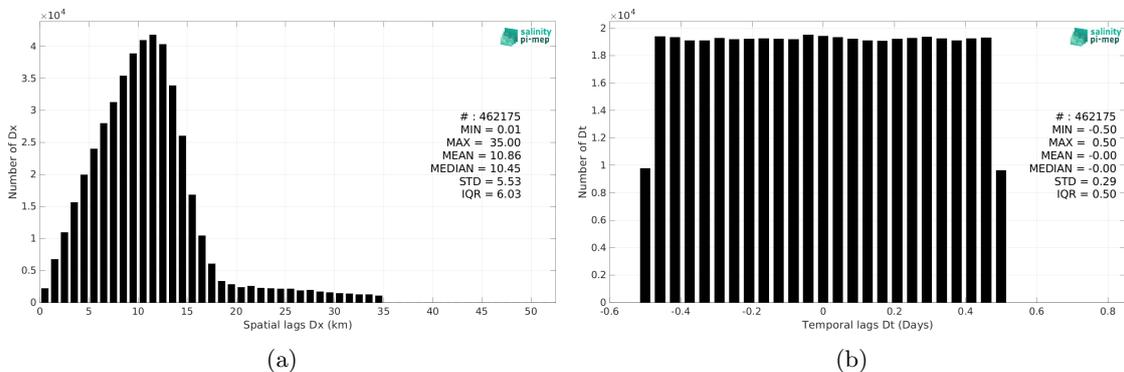 ×10⁴
4
3.5
3
2.5
2
1.5
1
0.5
0
Number of Dx
salinity
pi-mep
# : 462175
MIN = 0.01
MAX = 35.00
MEAN = 10.86
MEDIAN = 10.45
STD = 5.53
IQR = 6.03
0 5 10 15 20 25 30 35 40 45 50
Spatial lags Dx (km)
(a)
×10⁴
2
1.8
1.6
1.4
1.2
1
0.8
0.6
0.4
0.2
0
Number of Dt
salinity
pi-mep
# : 462175
MIN = -0.50
MAX = 0.50
MEAN = -0.00
MEDIAN = -0.00
STD = 0.29
IQR = 0.50
-0.6 -0.4 -0.2 0 0.2 0.4 0.6 0.8
Temporal lags Dt (Days)
(b)